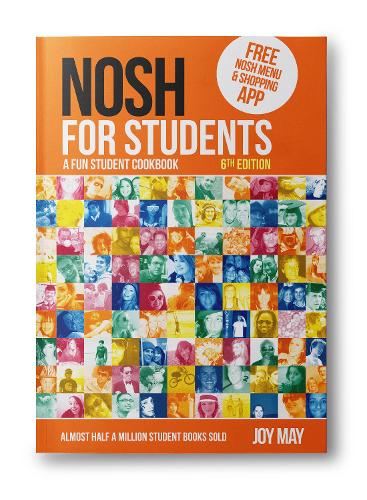 FREE
NOSH MENU
& SHOPPING
APP
NOSH
FOR STUDENTS
A FUN STUDENT COOKBOOK 6TH EDITION
ALMOST HALF A MILLION STUDENT BOOKS SOLD JOY MAY